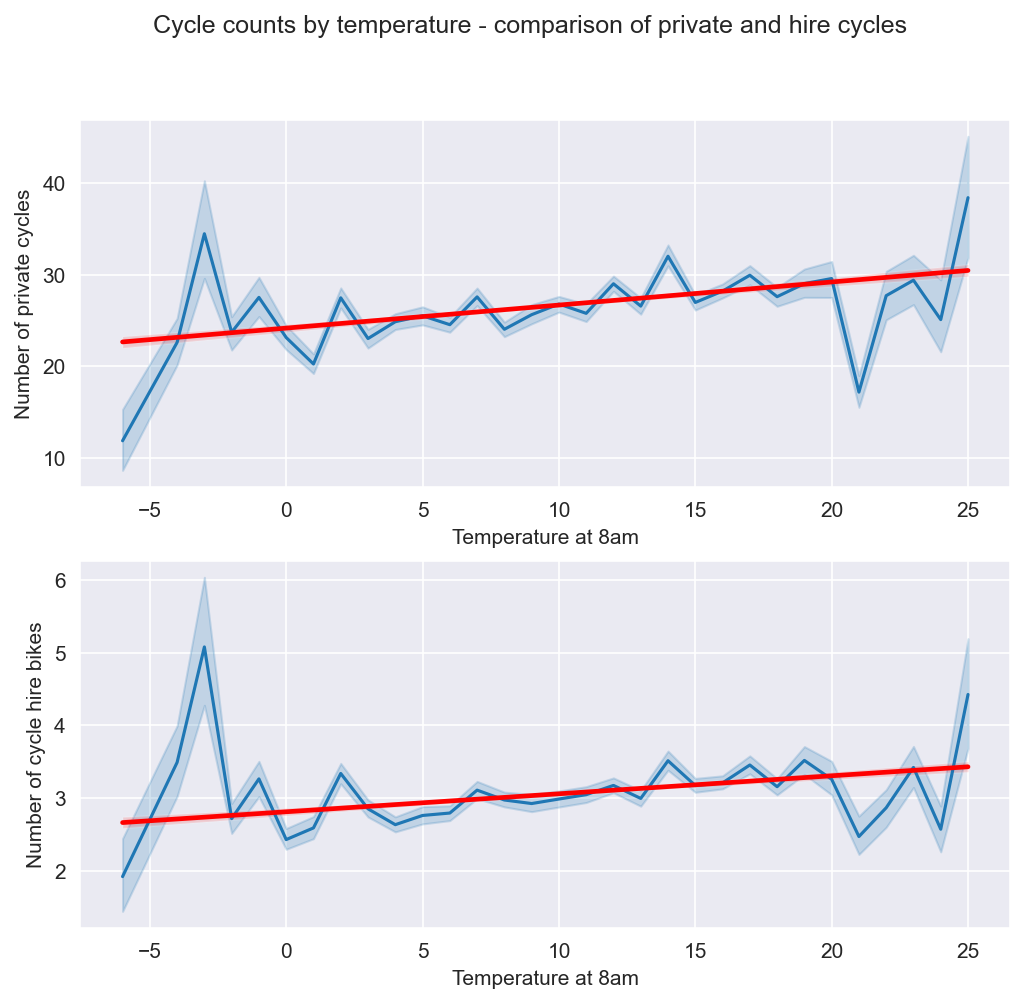 Cycle counts by temperature - comparison of private and hire cycles
Number of private cycles
40
30
20
10
−5 0 5 10 15 20 25
Temperature at 8am
Number of cycle hire bikes
6
5
4
3
2
−5 0 5 10 15 20 25
Temperature at 8am